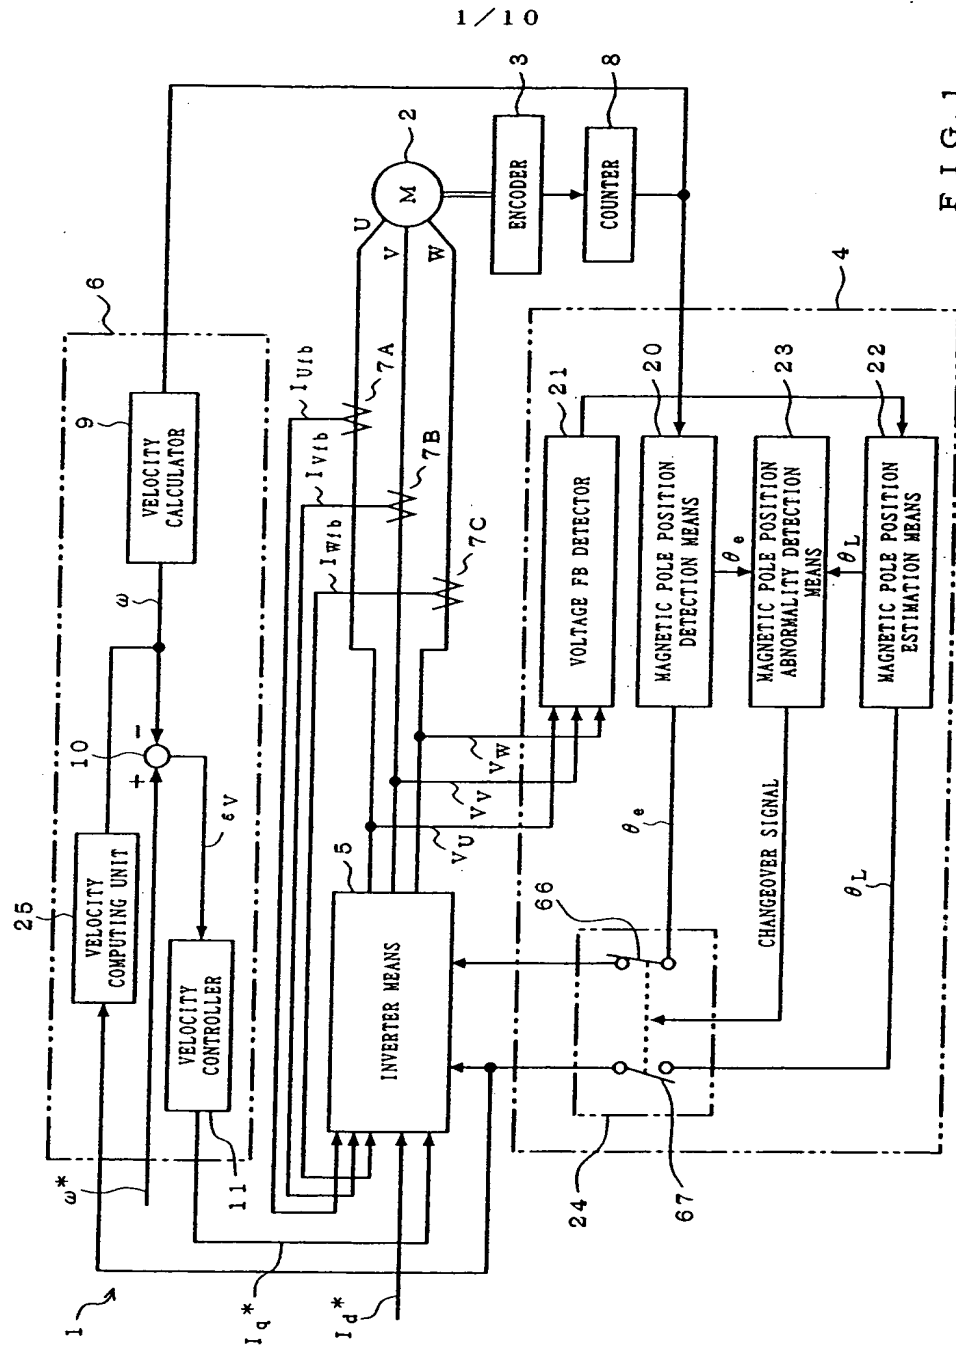 1/10
FIG.1
1
6
25
VELOCITY
COMPUTING UNIT
9
VELOCITY
CALCULATOR
ω
10
+
-
εV
VELOCITY
CONTROLLER
11
ω*
Iq*
Id*
IUfb
IVfb
IWfb
7A
7B
7C
U
V
W
M
2
3
ENCODER
8
COUNTER
5
INVERTER MEANS
VU
VV
VW
4
21
VOLTAGE FB DETECTOR
20
MAGNETIC POLE POSITION
DETECTION MEANS
θe
23
MAGNETIC POLE POSITION
ABNORMALITY DETECTION
MEANS
θL
22
MAGNETIC POLE POSITION
ESTIMATION MEANS
θe
CHANGEOVER SIGNAL
θL
66
67
24